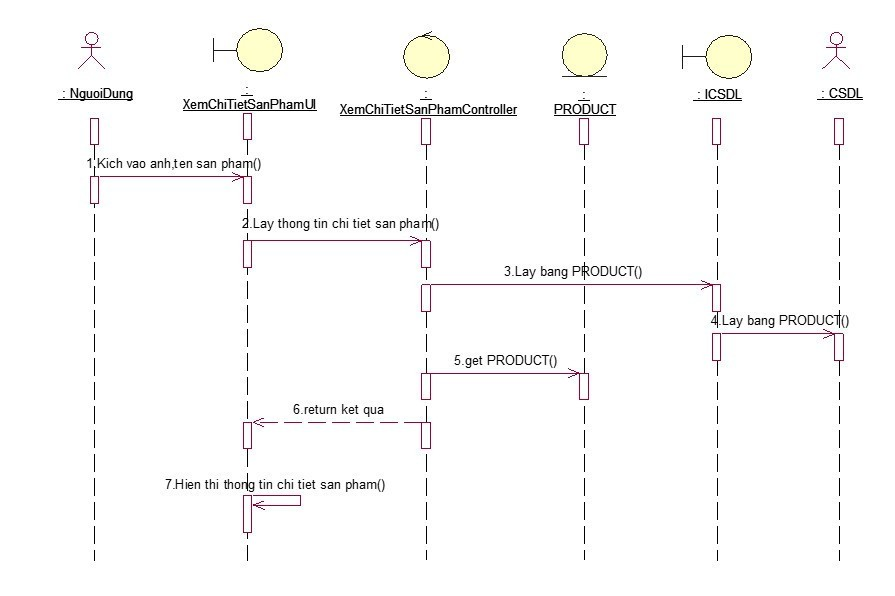 : NguoiDung
:
XemChiTietSanPhamUI
:
XemChiTietSanPhamController
:
PRODUCT
: ICSDL
: CSDL
1.Kich vao anh,ten san pham()
2.Lay thong tin chi tiet san pham()
3.Lay bang PRODUCT()
4.Lay bang PRODUCT()
5.get PRODUCT()
6.return ket qua
7.Hien thi thong tin chi tiet san pham()